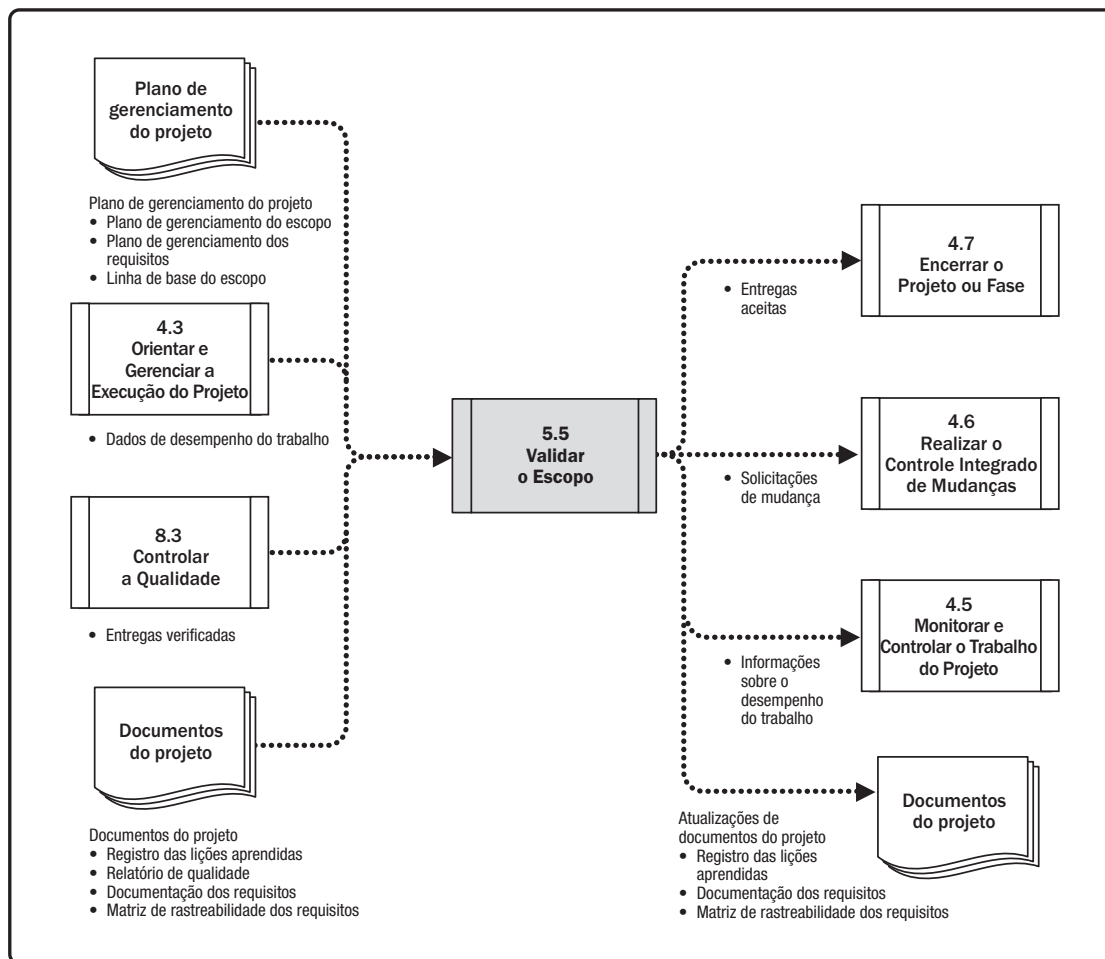 Plano de
gerenciamento
do projeto
Plano de gerenciamento do projeto
• Plano de gerenciamento do escopo
• Plano de gerenciamento dos
requisitos
• Linha de base do escopo
4.3
Orientar e
Gerenciar a
Execução do Projeto
• Dados de desempenho do trabalho
8.3
Controlar
a Qualidade
• Entregas verificadas
Documentos
do projeto
Documentos do projeto
• Registro das lições aprendidas
• Relatório de qualidade
• Documentação dos requisitos
• Matriz de rastreabilidade dos requisitos
5.5
Validar
o Escopo
• Entregas
aceitas
4.7
Encerrar o
Projeto ou Fase
• Solicitações
de mudança
4.6
Realizar o
Controle Integrado
de Mudanças
• Informações
sobre o
desempenho
do trabalho
4.5
Monitorar e
Controlar o Trabalho
do Projeto
Atualizações de
documentos do projeto
• Registro das lições
aprendidas
• Documentação dos requisitos
• Matriz de rastreabilidade dos requisitos
Documentos
do projeto